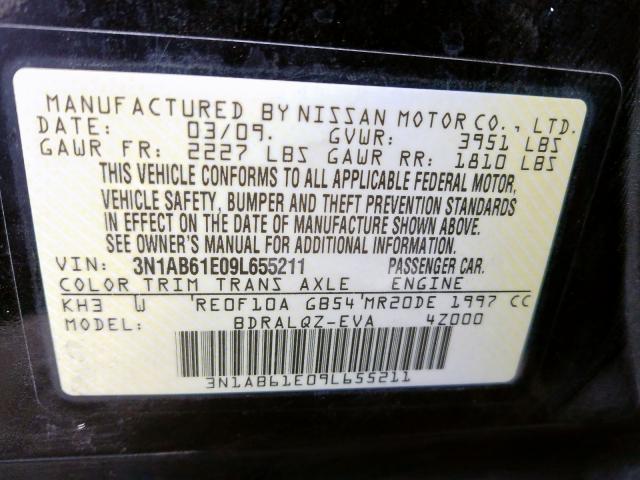 MANUFACTURED BY NISSAN MOTOR CO., LTD.
DATE: 03/09. GVWR: 3951 LBS
GAWR FR: 2227 LBS GAWR RR: 1810 LBS
THIS VEHICLE CONFORMS TO ALL APPLICABLE FEDERAL MOTOR,
VEHICLE SAFETY, BUMPER AND THEFT PREVENTION STANDARDS
IN EFFECT ON THE DATE OF MANUFACTURE SHOWN ABOVE.
SEE OWNER'S MANUAL FOR ADDITIONAL INFORMATION.
VIN: 3N1AB61E09L655211 PASSENGER CAR.
COLOR TRIM TRANS AXLE ENGINE
KH3 W 'RE0F10A GB54'MR20DE 1997 CC
MODEL: BDRALQZ-EVA 4Z000
3N1AB61E09L655211